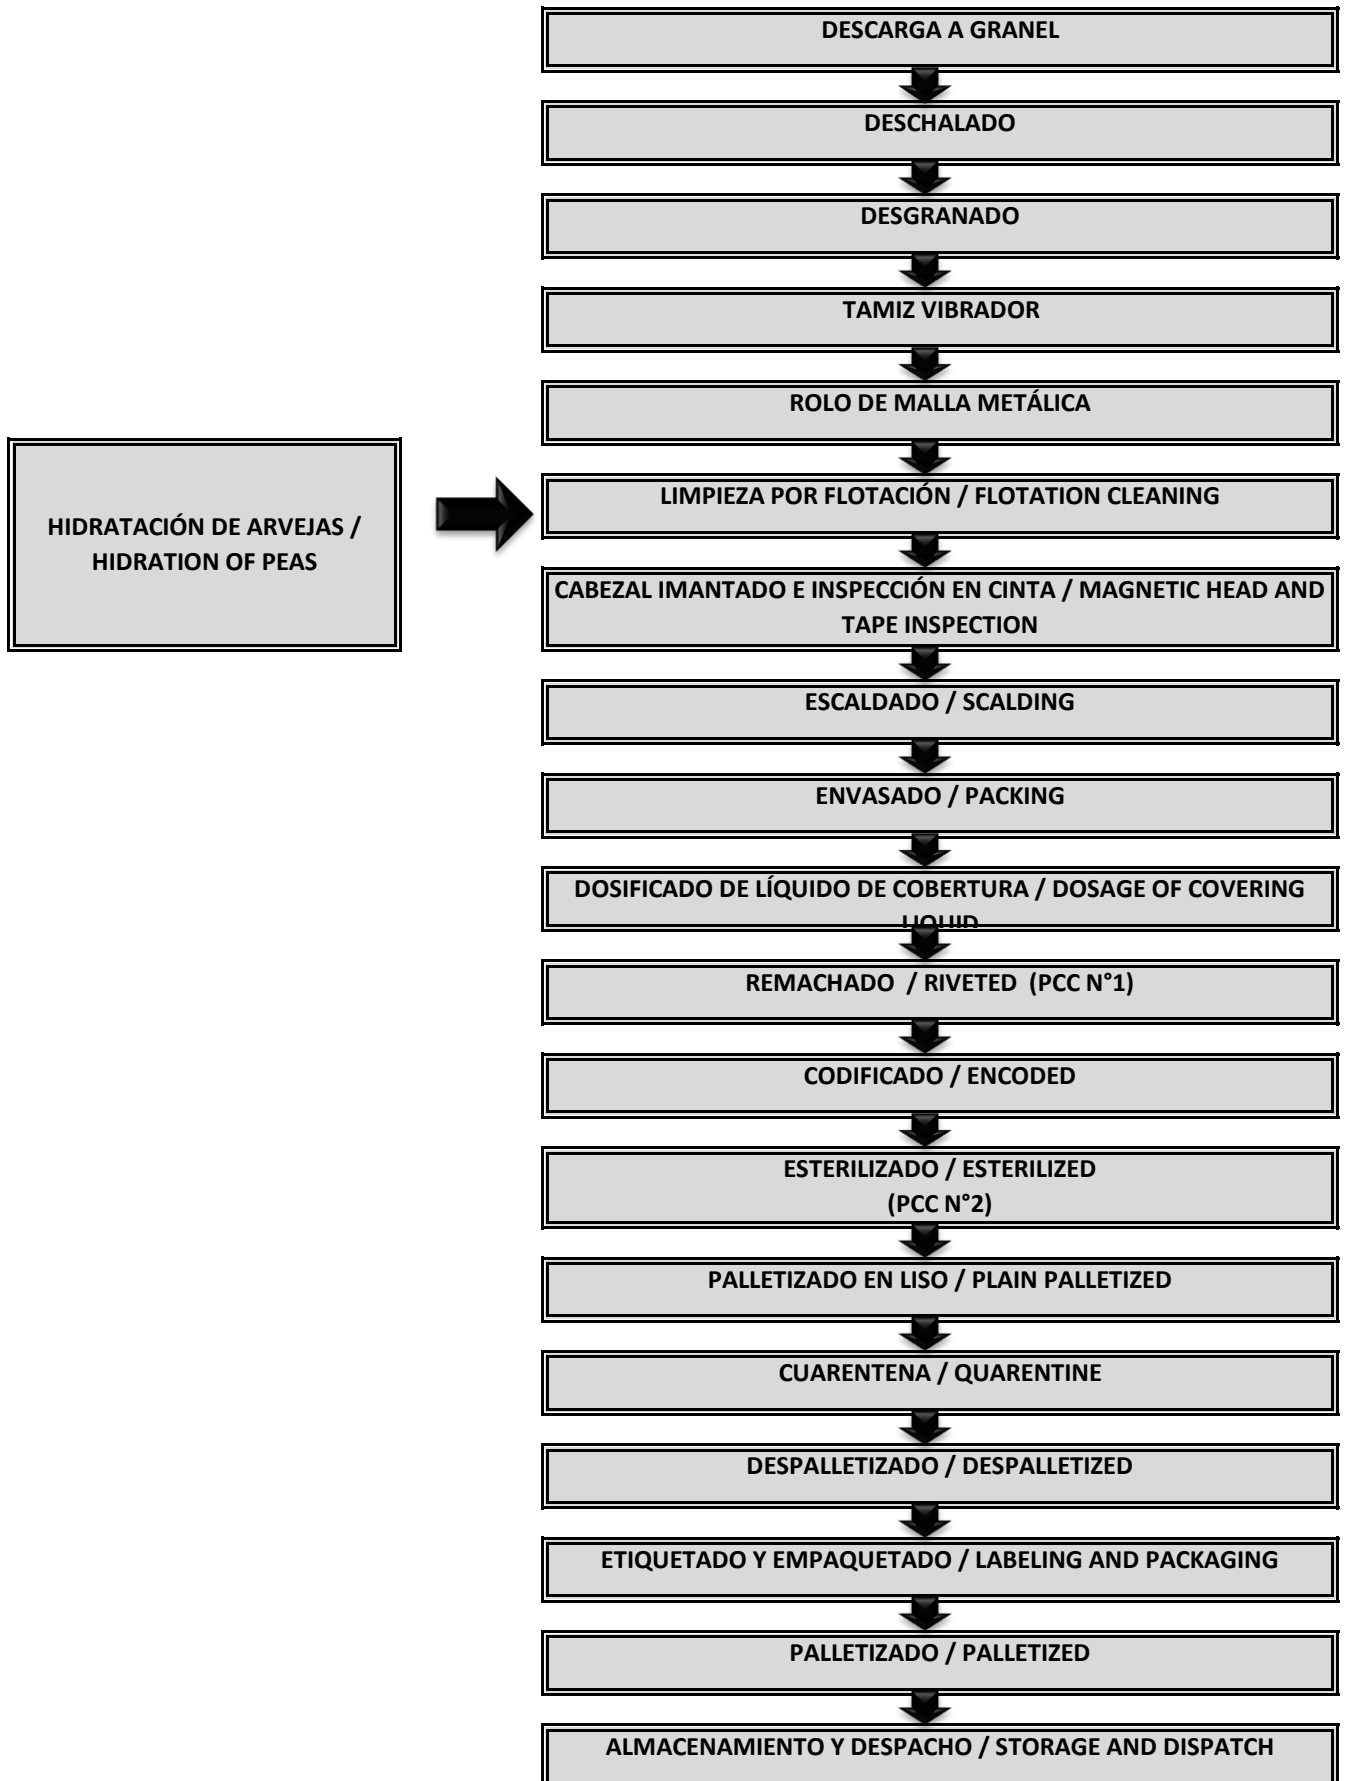 DESCARGA A GRANEL
DESCHALADO
DESGRANADO
TAMIZ VIBRADOR
ROLO DE MALLA METÁLICA
HIDRATACIÓN DE ARVEJAS /
HIDRATION OF PEAS
LIMPIEZA POR FLOTACIÓN / FLOTATION CLEANING
CABEZAL IMANTADO E INSPECCIÓN EN CINTA / MAGNETIC HEAD AND
TAPE INSPECTION
ESCALDADO / SCALDING
ENVASADO / PACKING
DOSIFICADO DE LÍQUIDO DE COBERTURA / DOSAGE OF COVERING
LIQUID
REMACHADO / RIVETED (PCC N°1)
CODIFICADO / ENCODED
ESTERILIZADO / ESTERILIZED
(PCC N°2)
PALLETIZADO EN LISO / PLAIN PALLETIZED
CUARENTENA / QUARENTINE
DESPALLETIZADO / DESPALLETIZED
ETIQUETADO Y EMPAQUETADO / LABELING AND PACKAGING
PALLETIZADO / PALLETIZED
ALMACENAMIENTO Y DESPACHO / STORAGE AND DISPATCH